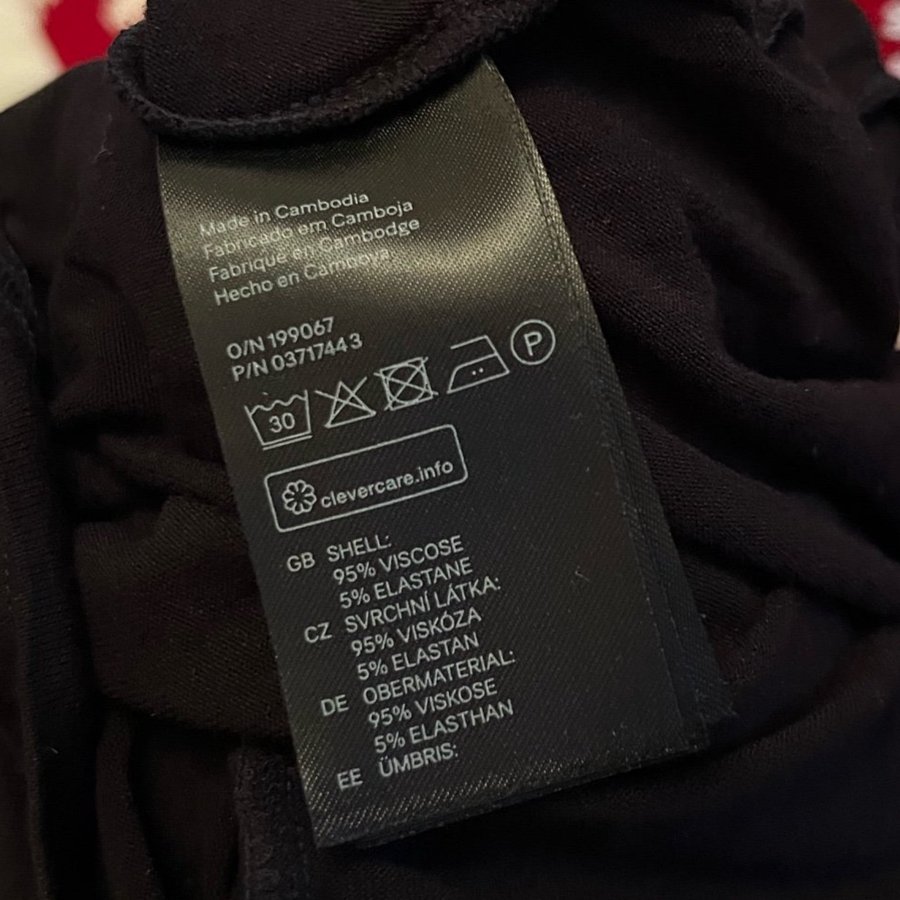 Made in Cambodia
Fabricado em Camboja
Fabriqué en Cambodge
Hecho en Camboya
O/N 199067
P/N 03717443
30 P
clevercare.info
GB SHELL:
95% VISCOSE
5% ELASTANE
CZ SVRCHNÍ LÁTKA:
95% VISKÓZA
5% ELASTAN
DE OBERMATERIAL:
95% VISKOSE
5% ELASTHAN
EE ÜMBRIS: